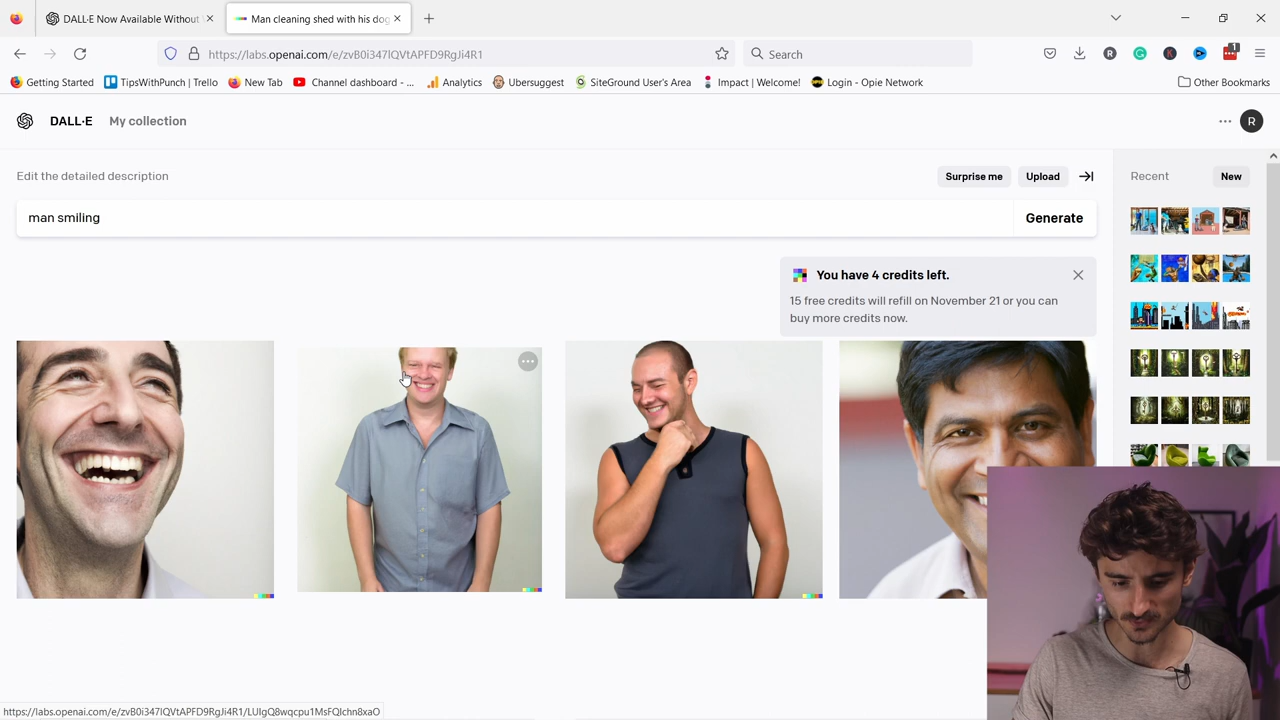 DALL·E Now Available Without
Man cleaning shed with his dog
https://labs.openai.com/e/zvB0i347lQVtAPFD9RgJi4R1
Search
1
Getting Started
TipsWithPunch | Trello
New Tab
Channel dashboard - ...
Analytics
Ubersuggest
SiteGround User's Area
Impact | Welcome!
Login - Opie Network
Other Bookmarks
DALL·E
My collection
R
Edit the detailed description
Surprise me
Upload
Recent
New
man smiling
Generate
You have 4 credits left.
15 free credits will refill on November 21 or you can
buy more credits now.
https://labs.openai.com/e/zvB0i347lQVtAPFD9RgJi4R1/LUIgQ8wqcpu1MsFQlchn8xaO